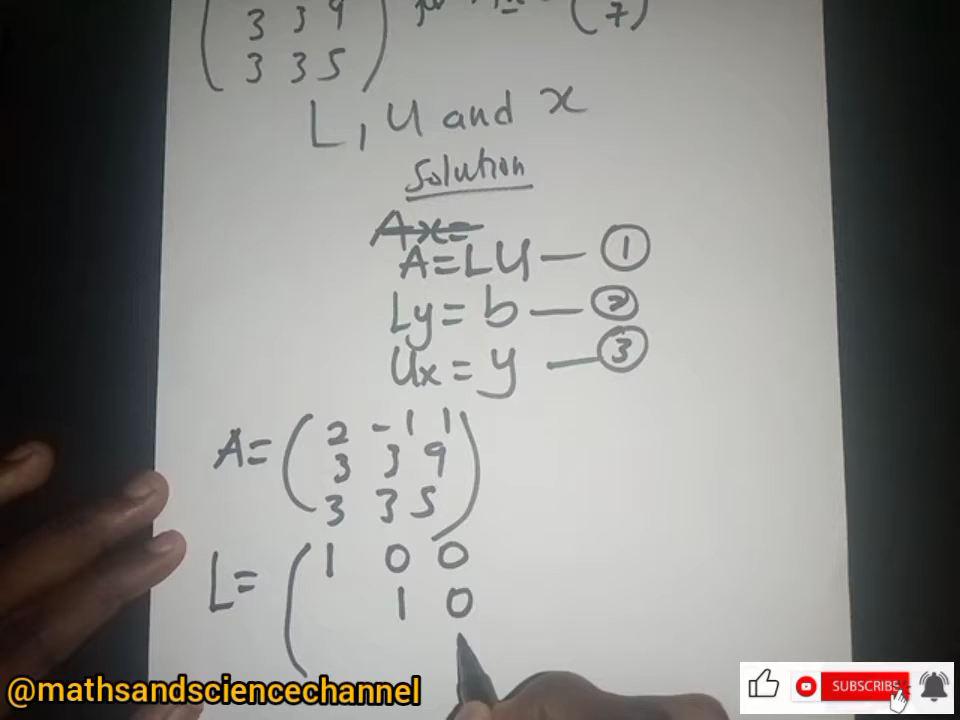 3 3 9
( 7 )
3 3 5
L, U and x
Solution
Ax=
A=LU — ①
Ly= b — ②
Ux = y — ③
A= ( 2 -1 1
3 3 9
3 3 5 )
L= ( 1 0 0
1 0
@mathsandsciencechannel
SUBSCRIBE